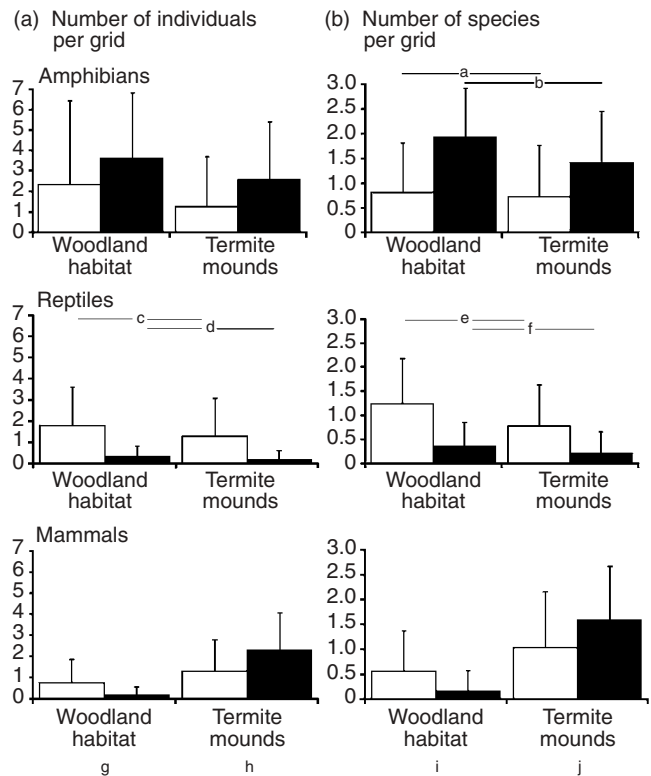 (a) Number of individuals per grid
(b) Number of species per grid
Amphibians
7
6
5
4
3
2
1
0
Woodland habitat
Termite mounds
3.0
2.5
2.0
1.5
1.0
0.5
0
a
b
Woodland habitat
Termite mounds
Reptiles
7
6
5
4
3
2
1
0
c
d
Woodland habitat
Termite mounds
3.0
2.5
2.0
1.5
1.0
0.5
0
e
f
Woodland habitat
Termite mounds
Mammals
7
6
5
4
3
2
1
0
Woodland habitat
Termite mounds
g
h
3.0
2.5
2.0
1.5
1.0
0.5
0
Woodland habitat
Termite mounds
i
j